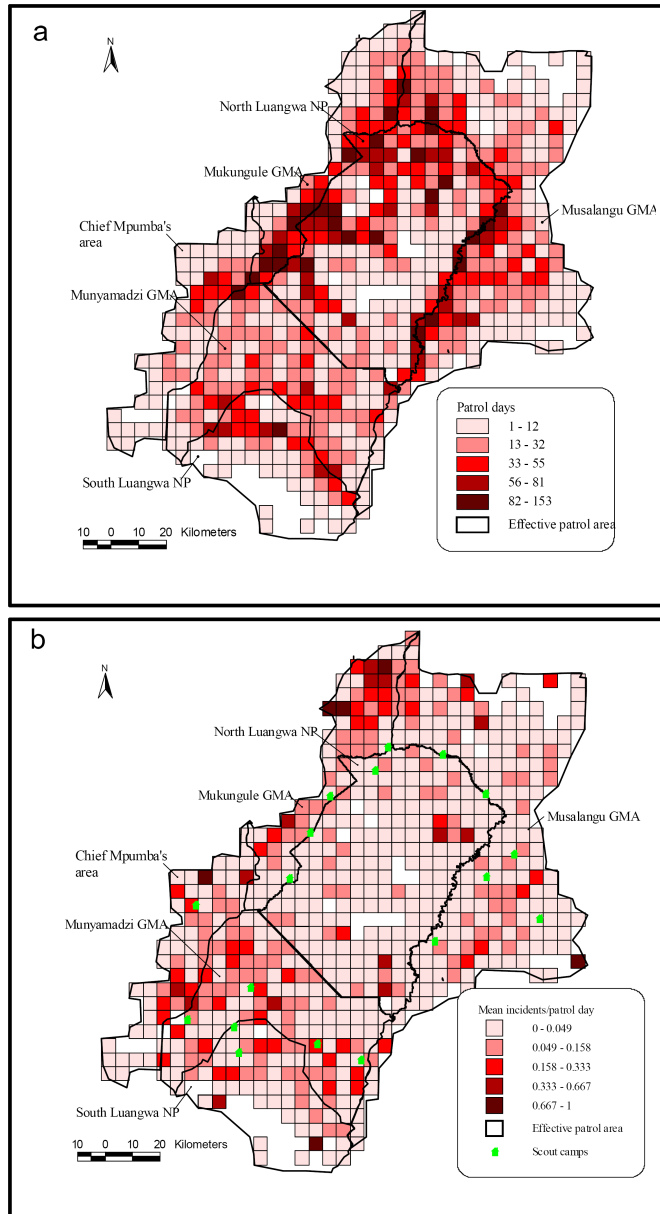 a
N
North Luangwa NP
Mukungule GMA
Musalangu GMA
Chief Mpumba's
area
Munyamadzi GMA
South Luangwa NP
Patrol days
1 - 12
13 - 32
33 - 55
56 - 81
82 - 153
Effective patrol area
10 0 10 20 Kilometers
b
N
North Luangwa NP
Mukungule GMA
Musalangu GMA
Chief Mpumba's
area
Munyamadzi GMA
South Luangwa NP
Mean incidents/patrol day
0 - 0.049
0.049 - 0.158
0.158 - 0.333
0.333 - 0.667
0.667 - 1
Effective patrol area
Scout camps
10 0 10 20 Kilometers